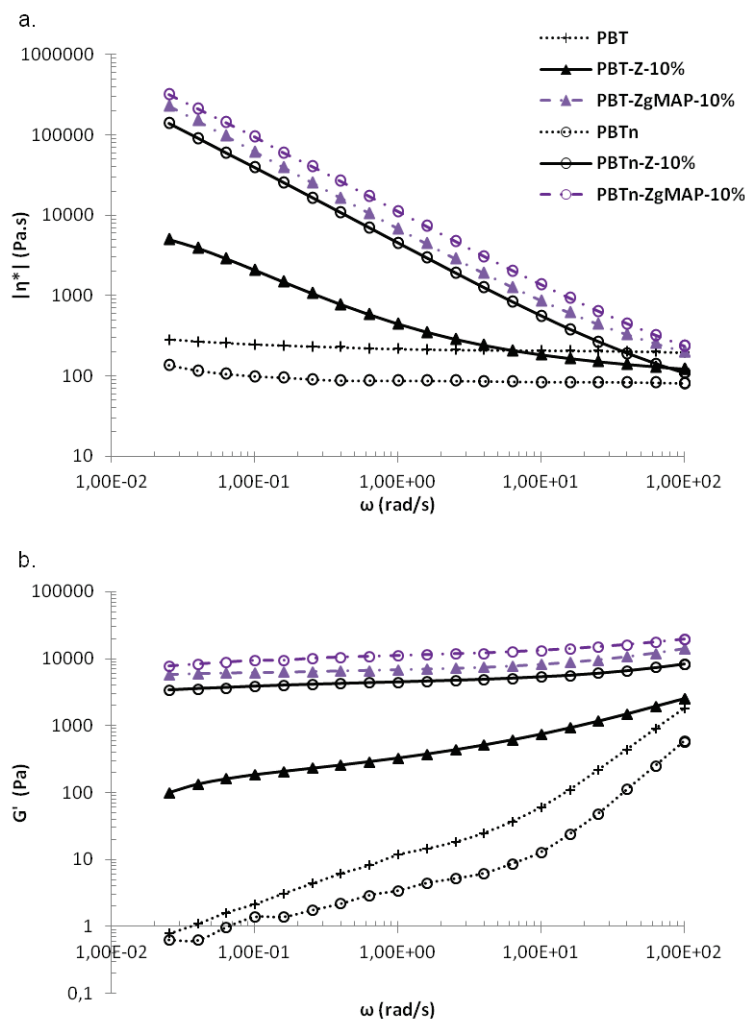 a.
PBT
PBT-Z-10%
PBT-ZgMAP-10%
PBTn
PBTn-Z-10%
PBTn-ZgMAP-10%
1000000
100000
10000
1000
100
10
|η*| (Pa.s)
1,00E-02 1,00E-01 1,00E+00 1,00E+01 1,00E+02
ω (rad/s)
b.
100000
10000
1000
100
10
1
0,1
G' (Pa)
1,00E-02 1,00E-01 1,00E+00 1,00E+01 1,00E+02
ω (rad/s)